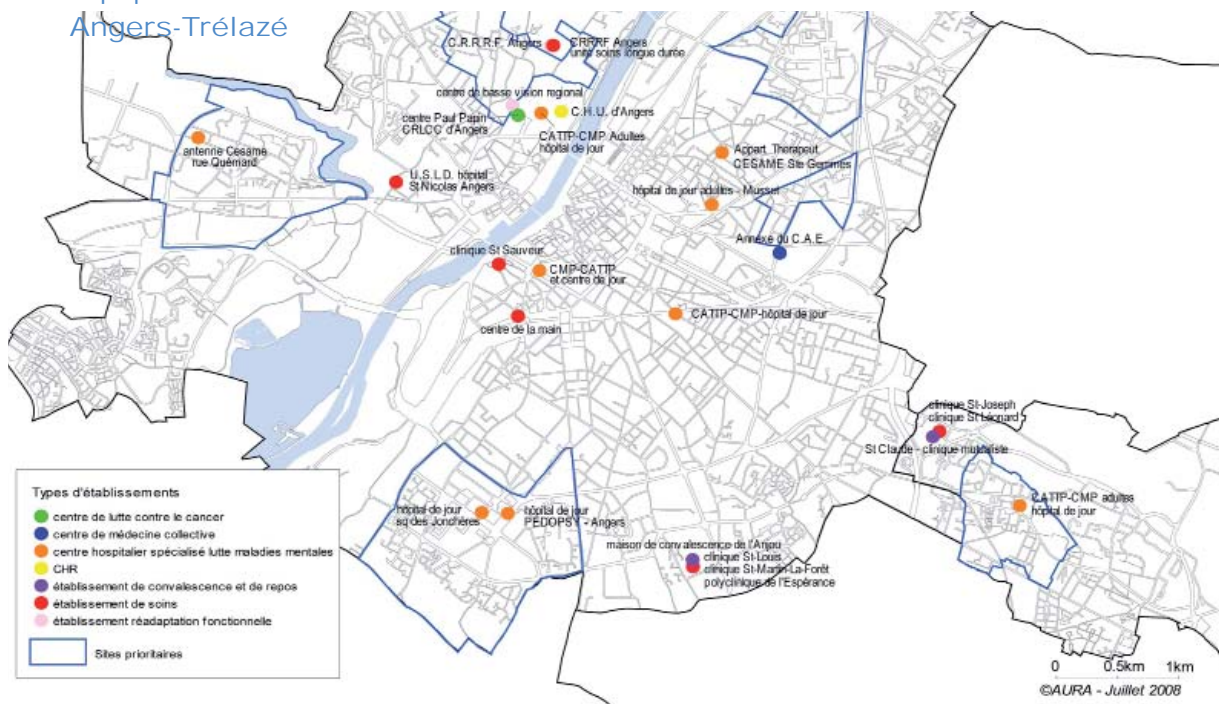 Angers-Trélazé
C.R.R.R.F. Angers
CRRRF Angers
unité soins longue durée
centre de basse vision regional
centre Paul Papin
CRLCC d'Angers
C.H.U. d'Angers
CATTP-CMP Adultes
hôpital de jour
antenne Cesame
rue Quémard
U.S.L.D. hôpital
St Nicolas Angers
Appart. Thérapeut.
CESAME Ste Gemmes
hôpital de jour adultes - Musset
Annexe du C.A.E.
clinique St Sauveur
CMP-CATTP
et centre de jour
centre de la main
CATTP-CMP-hôpital de jour
clinique St-Joseph
clinique St Léonard
St Claude - clinique mutualiste
CATTP-CMP adultes
hôpital de jour
hôpital de jour
sq des Jonchères
hôpital de jour
PEDOPSY - Angers
maison de convalescence de l'Anjou
clinique St-Louis
clinique St-Martin-La-Forêt
polyclinique de l'Espérance
Types d'établissements
centre de lutte contre le cancer
centre de médecine collective
centre hospitalier spécialisé lutte maladies mentales
CHR
établissement de convalescence et de repos
établissement de soins
établissement réadaptation fonctionnelle
Sites prioritaires
0 0.5km 1km
©AURA - Juillet 2008